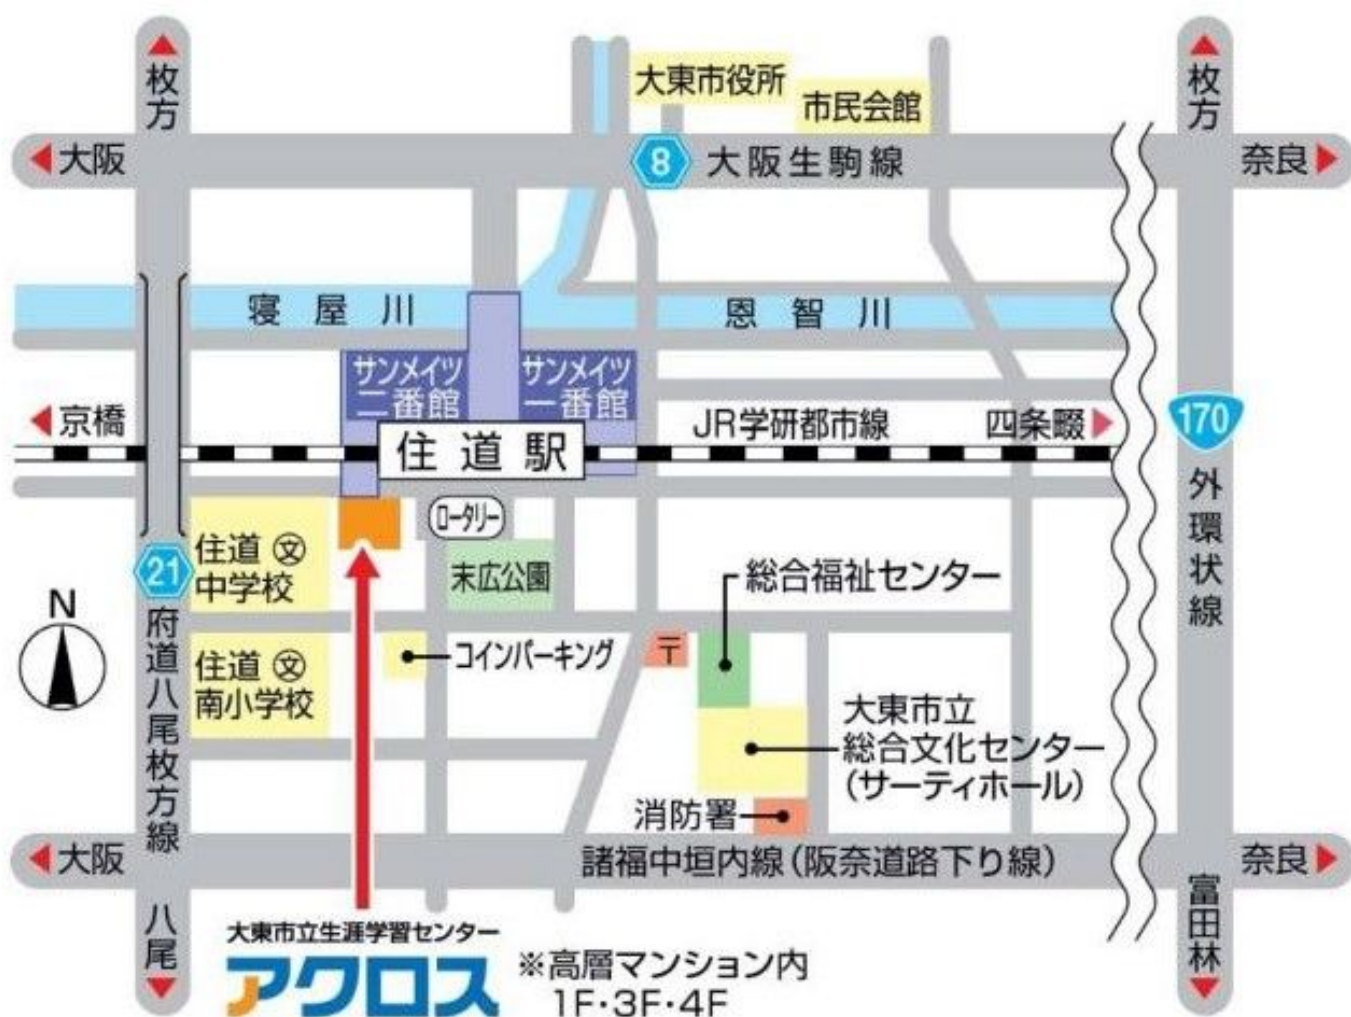 枚方
枚方
大東市役所
市民会館
大阪
8
大阪生駒線
奈良
寝屋川
恩智川
サンメイツ
二番館
サンメイツ
一番館
京橋
JR学研都市線
四条畷
170
住道駅
外環状線
ロータリー
住道 文
中学校
21
末広公園
総合福祉センター
N
府道八尾枚方線
住道 文
南小学校
コインパーキング
〒
大東市立
総合文化センター
(サーティホール)
消防署
大阪
諸福中垣内線(阪奈道路下り線)
奈良
八尾
富田林
大東市立生涯学習センター
アクロス
※高層マンション内
1F・3F・4F